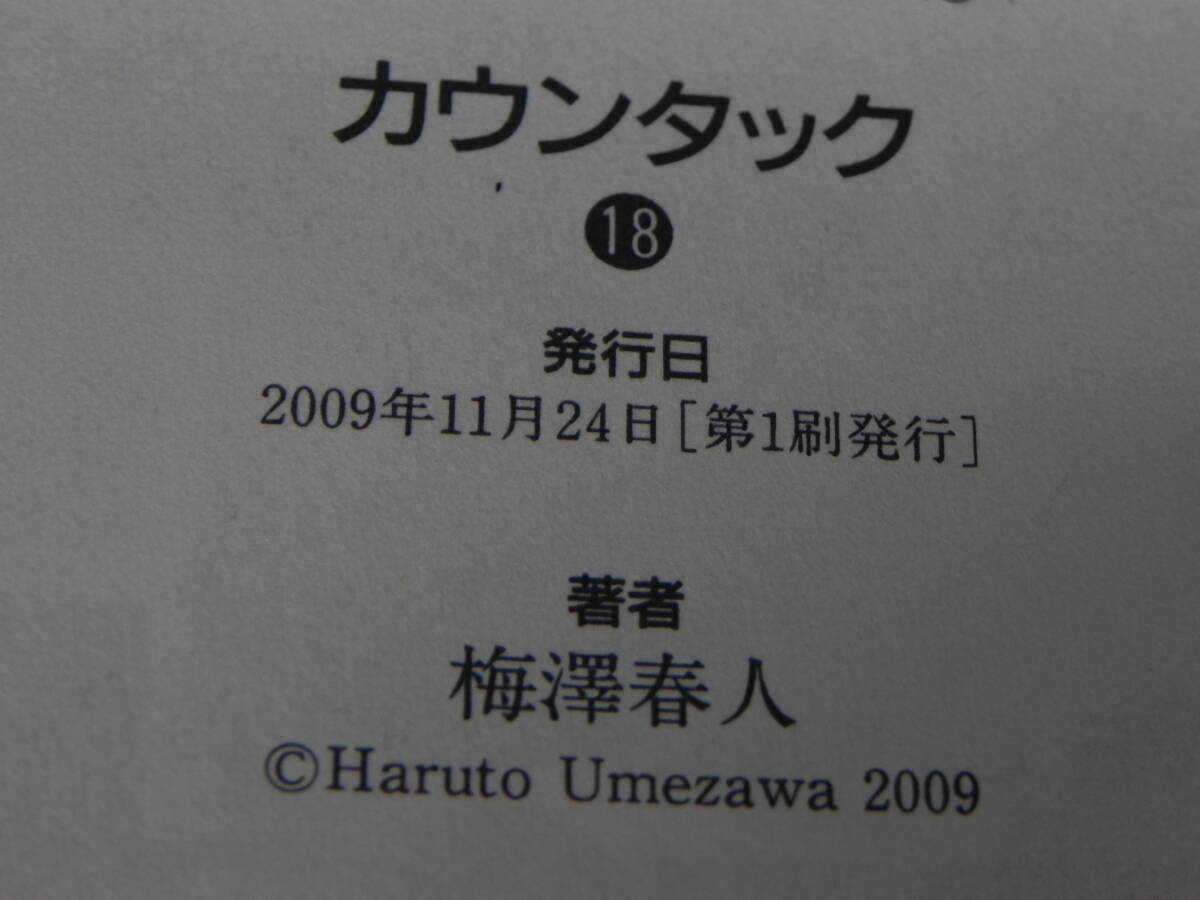 カウンタック
⓲
発行日
2009年11月24日[第1刷発行]
著者
梅澤春人
©Haruto Umezawa 2009